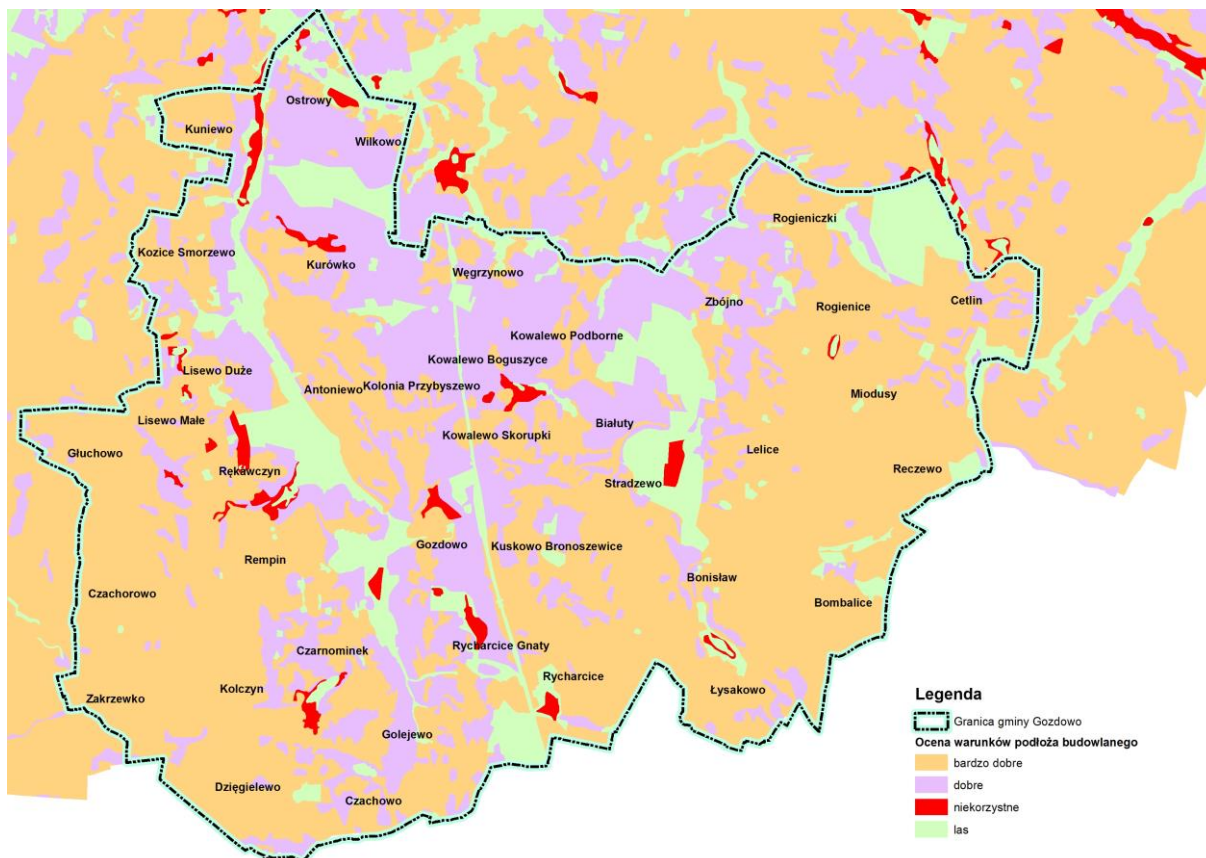 Ostrowy
Kuniewo
Wilkowo
Rogieniczki
Kozice Smorzewo
Kurówko
Węgrzynowo
Zbójno
Rogienice
Cetlin
Kowalewo Podborne
Kowalewo Boguszyce
Lisewo Duże
Antoniewo
Kolonia Przybyszewo
Miodusy
Lisewo Małe
Białuty
Kowalewo Skorupki
Głuchowo
Lelice
Rękawczyn
Reczewo
Stradzewo
Gozdowo
Kuskowo Bronoszewice
Rempin
Bonisław
Czachorowo
Bombalice
Czarnominek
Rycharcice Gnaty
Rycharcice
Kolczyn
Zakrzewko
Łysakowo
Golejewo
Dzięgielewo
Czachowo
Legenda
Granica gminy Gozdowo
Ocena warunków podłoża budowlanego
bardzo dobre
dobre
niekorzystne
las